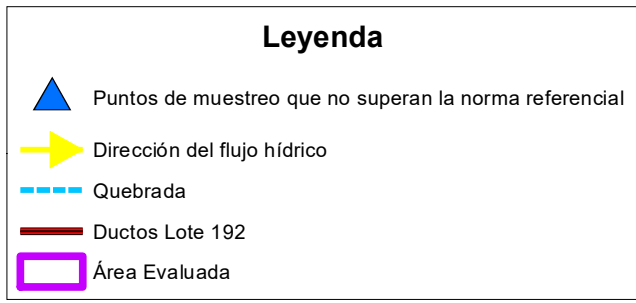 Leyenda
Puntos de muestreo que no superan la norma referencial
Dirección del flujo hídrico
Quebrada
Ductos Lote 192
Área Evaluada